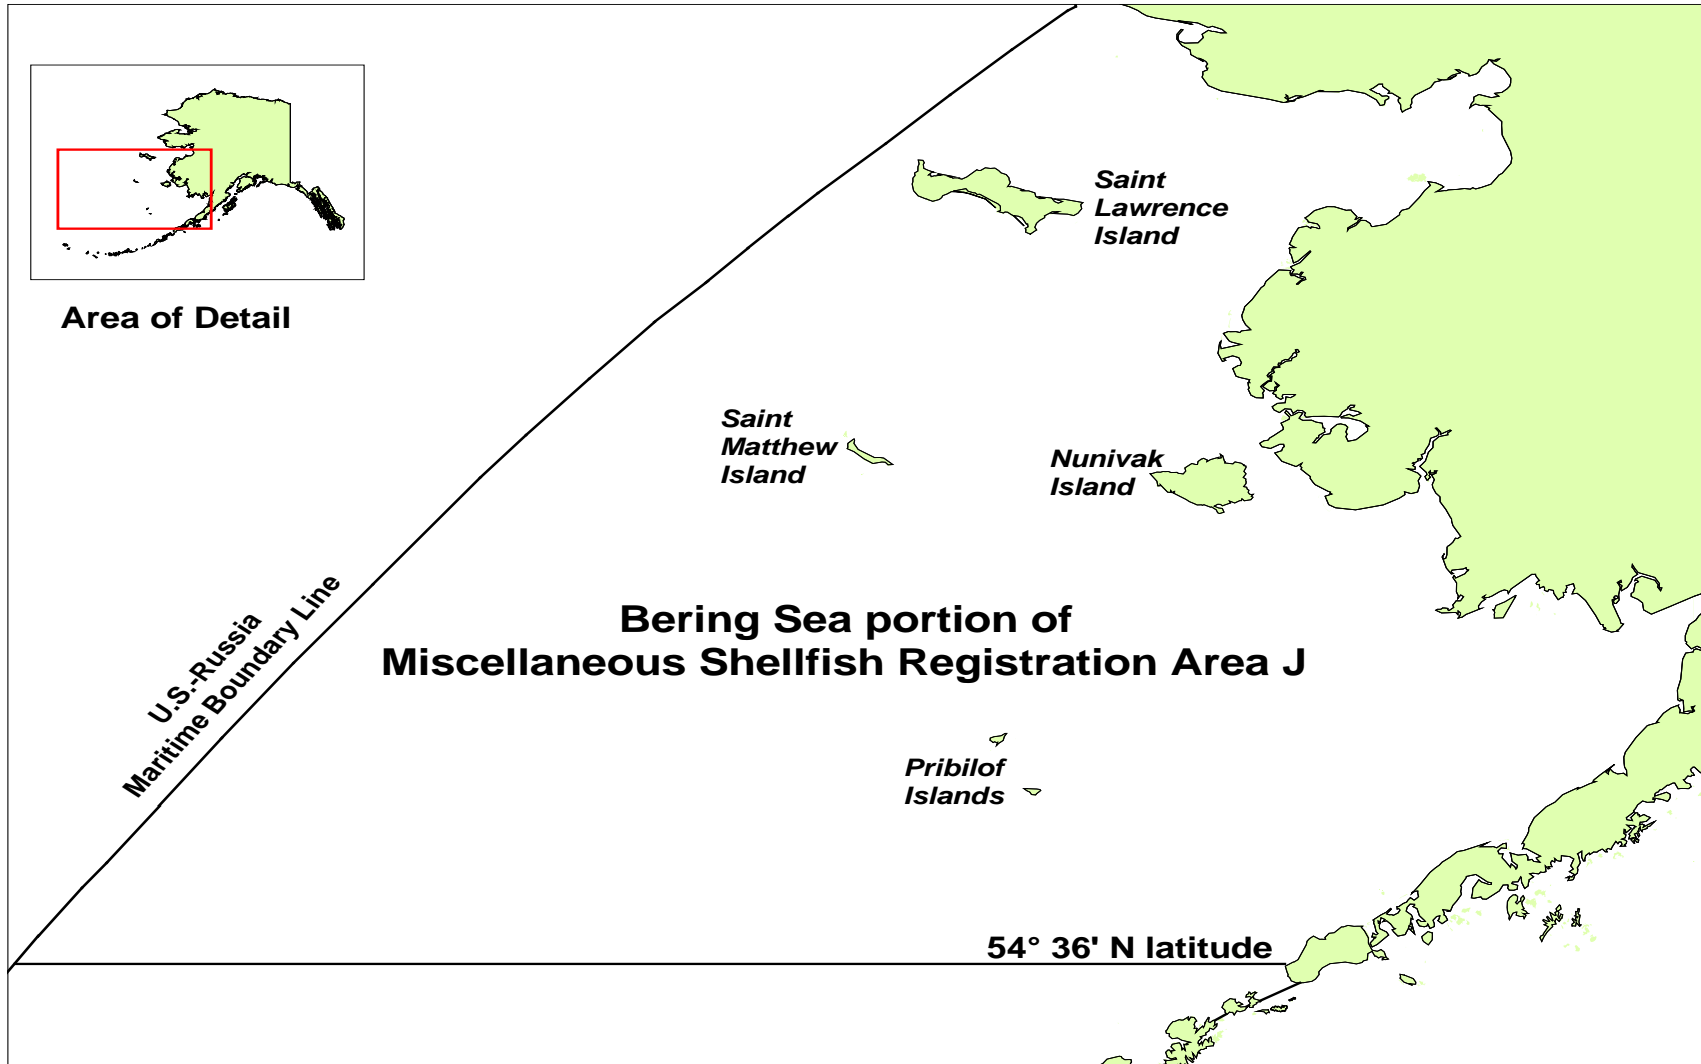 Area of Detail
Saint
Lawrence
Island
Saint
Matthew
Island
Nunivak
Island
U.S.-Russia
Maritime Boundary Line
Bering Sea portion of
Miscellaneous Shellfish Registration Area J
Pribilof
Islands
54° 36' N latitude